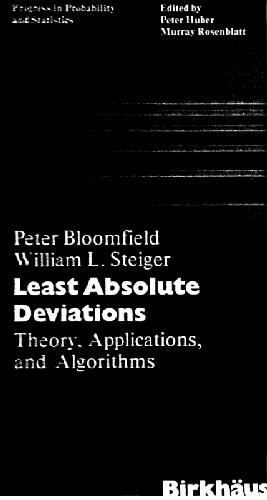 Progress in Probability
and Statistics
Edited by
Peter Huber
Murray Rosenblatt
Peter Bloomfield
William L. Steiger
Least Absolute
Deviations
Theory, Applications,
and Algorithms
Birkhäus